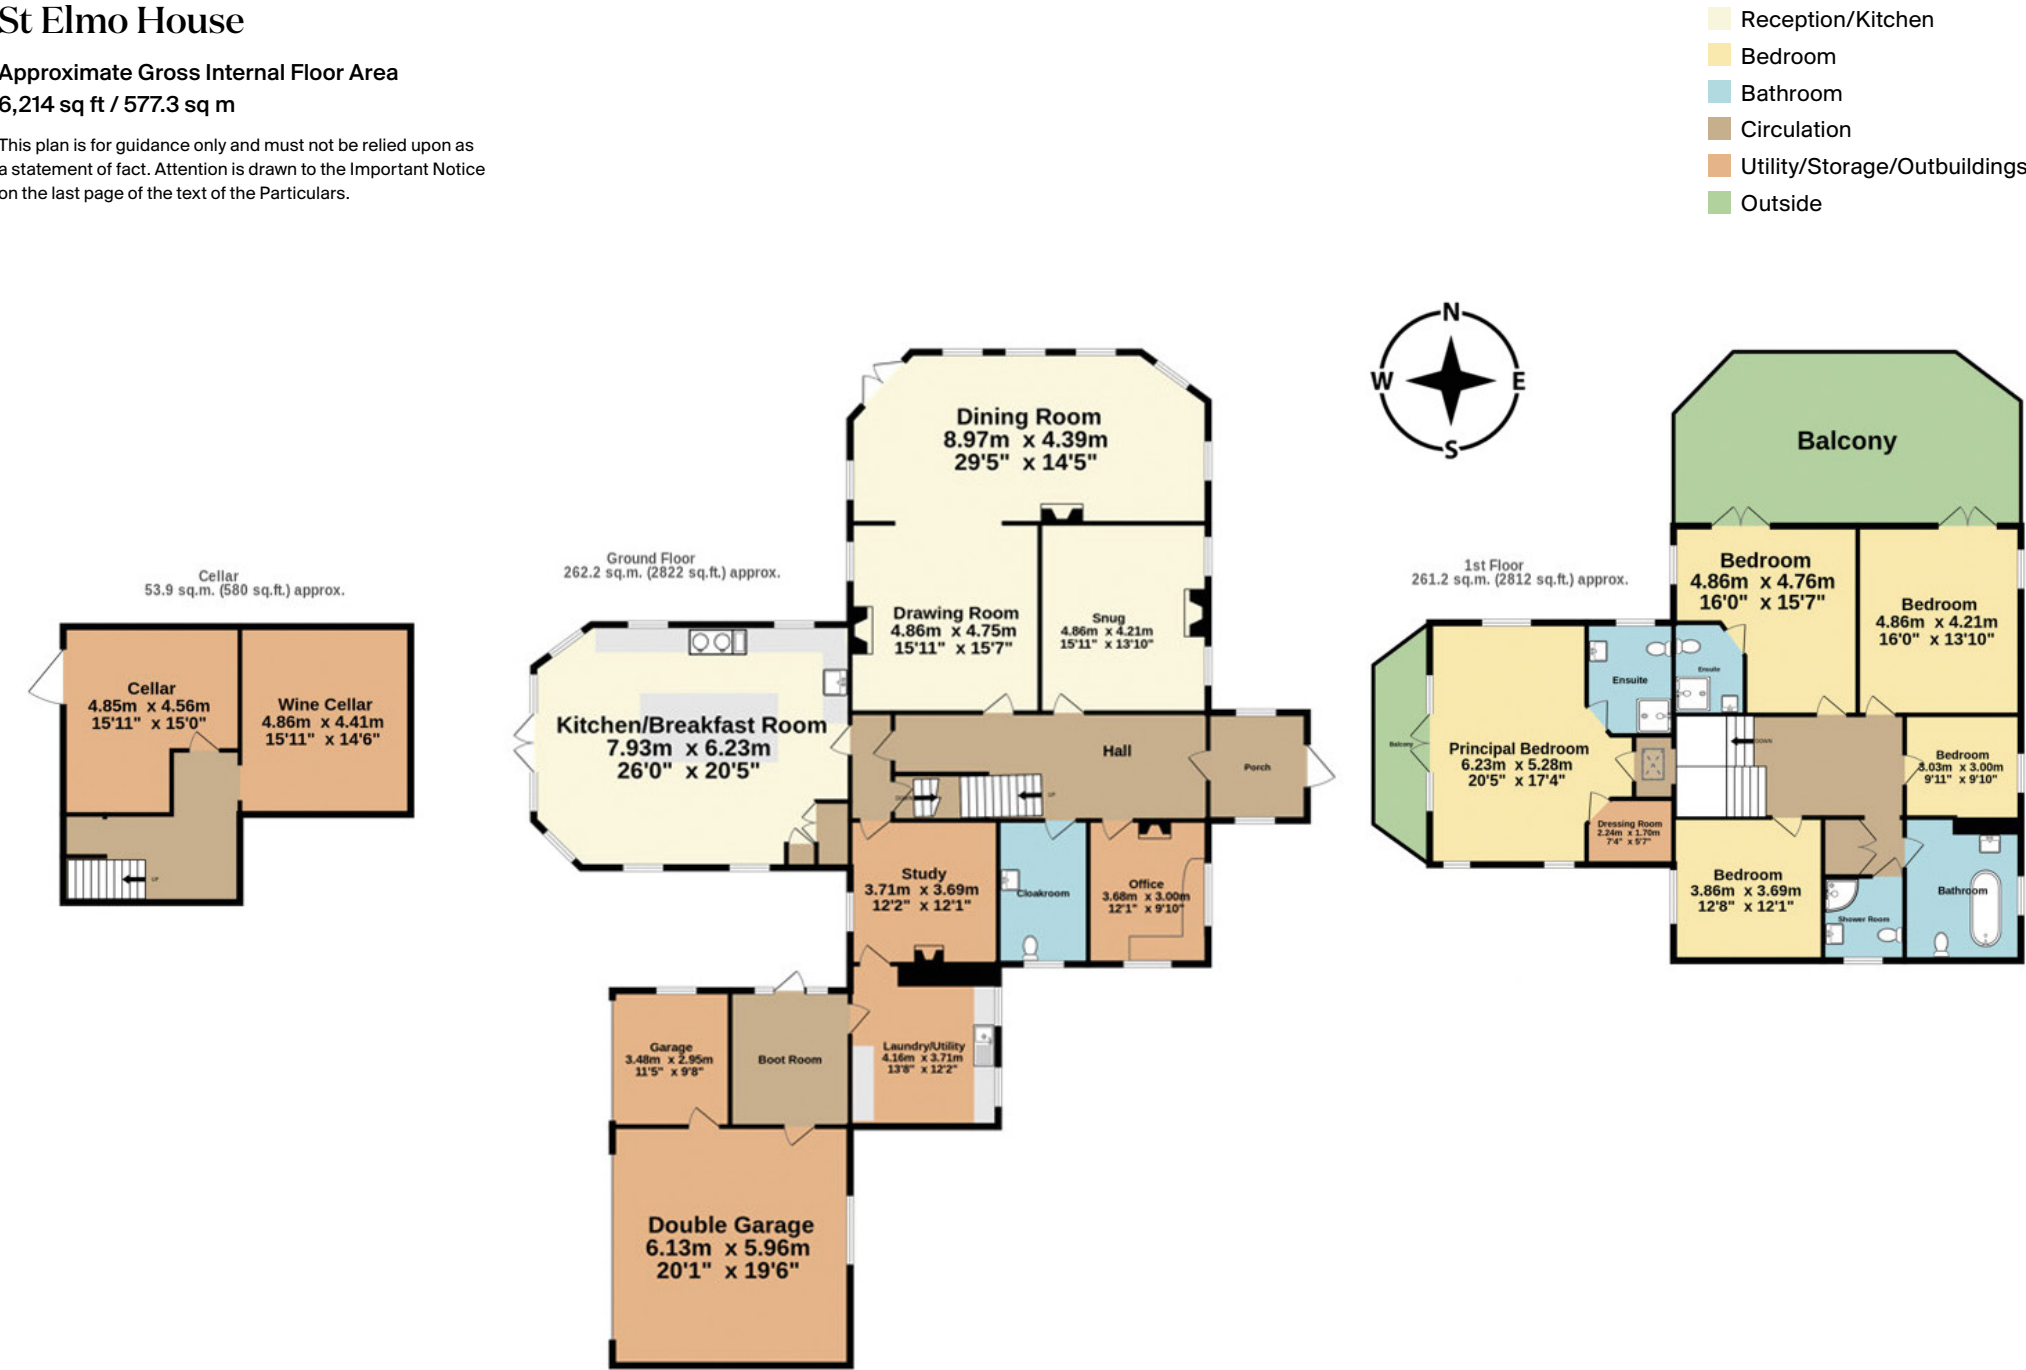 St Elmo House
Approximate Gross Internal Floor Area
6,214 sq ft / 577.3 sq m
This plan is for guidance only and must not be relied upon as
a statement of fact. Attention is drawn to the Important Notice
on the last page of the text of the Particulars.
Reception/Kitchen
Bedroom
Bathroom
Circulation
Utility/Storage/Outbuildings
Outside
Cellar
53.9 sq.m. (580 sq.ft.) approx.
Cellar
4.85m x 4.56m
15'11" x 15'0"
Wine Cellar
4.86m x 4.41m
15'11" x 14'6"
UP
Ground Floor
262.2 sq.m. (2822 sq.ft.) approx.
Dining Room
8.97m x 4.39m
29'5" x 14'5"
Drawing Room
4.86m x 4.75m
15'11" x 15'7"
Snug
4.86m x 4.21m
15'11" x 13'10"
Kitchen/Breakfast Room
7.93m x 6.23m
26'0" x 20'5"
Hall
Porch
DOWN
UP
Study
3.71m x 3.69m
12'2" x 12'1"
Cloakroom
Office
3.68m x 3.00m
12'1" x 9'10"
Garage
3.48m x 2.95m
11'5" x 9'8"
Boot Room
Laundry/Utility
4.16m x 3.71m
13'8" x 12'2"
Double Garage
6.13m x 5.96m
20'1" x 19'6"
N
W
E
S
1st Floor
261.2 sq.m. (2812 sq.ft.) approx.
Balcony
Bedroom
4.86m x 4.76m
16'0" x 15'7"
Bedroom
4.86m x 4.21m
16'0" x 13'10"
Ensuite
Ensuite
Balcony
Principal Bedroom
6.23m x 5.28m
20'5" x 17'4"
DOWN
Bedroom
3.03m x 3.00m
9'11" x 9'10"
Dressing Room
2.24m x 1.70m
7'4" x 5'7"
Bedroom
3.86m x 3.69m
12'8" x 12'1"
Shower Room
Bathroom